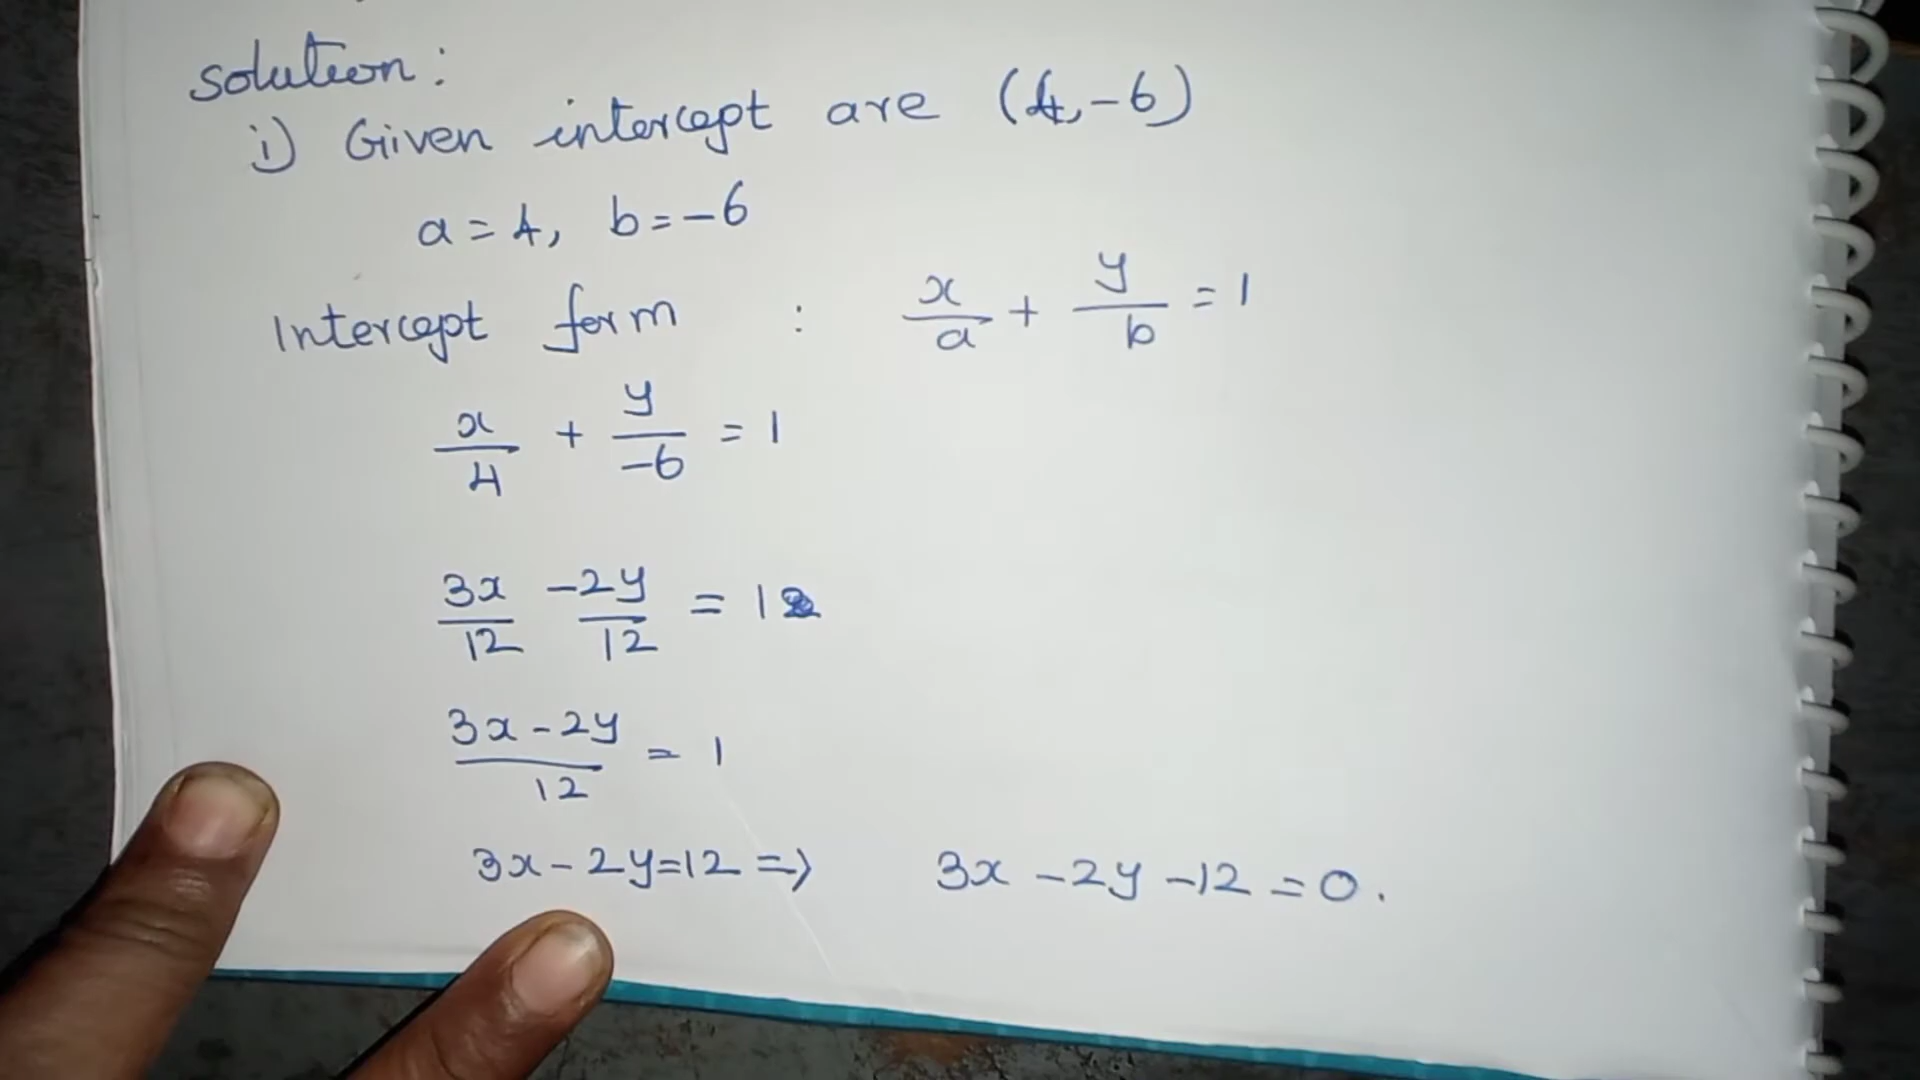 Solution:
i) Given intercept are (4,-6)
a = 4, b = -6
Intercept form : x/a + y/b = 1
x/4 + y/-6 = 1
3x/12 -2y/12 = 1
3x - 2y/12 = 1
3x - 2y = 12 => 3x - 2y - 12 = 0.